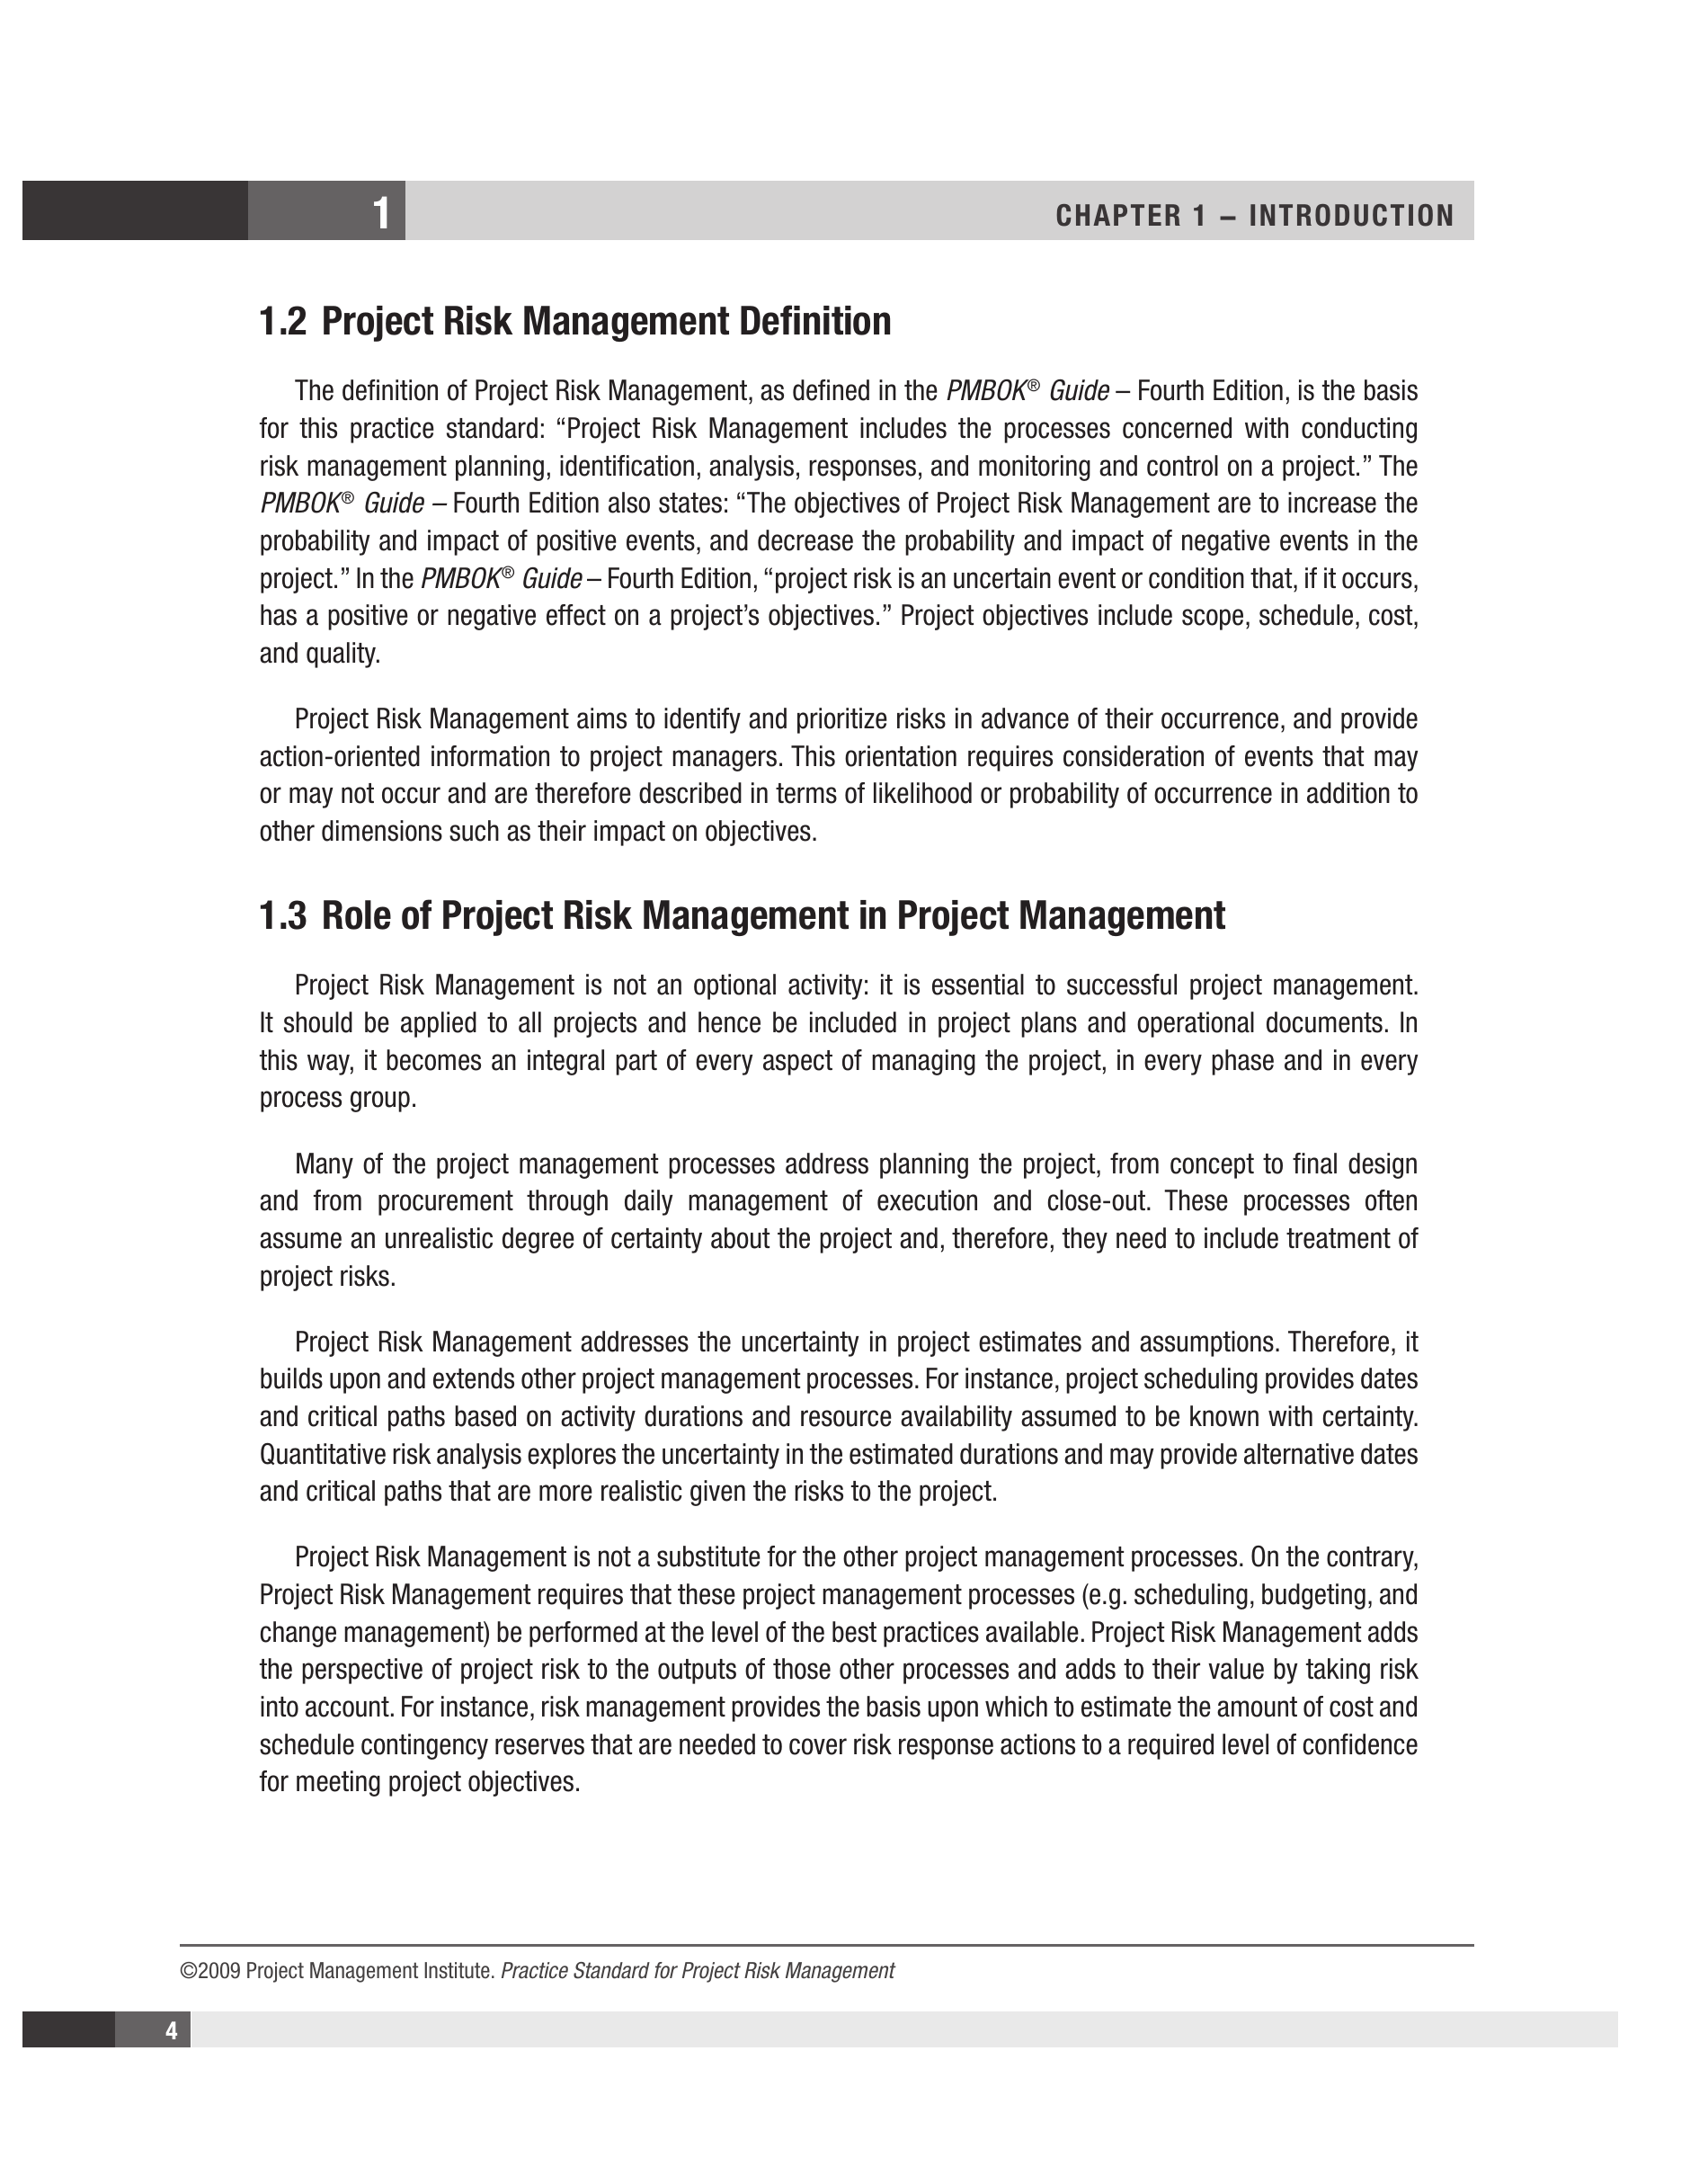 1
CHAPTER 1 – INTRODUCTION
1.2 Project Risk Management Definition
The definition of Project Risk Management, as defined in the PMBOK® Guide – Fourth Edition, is the basis
for this practice standard: “Project Risk Management includes the processes concerned with conducting
risk management planning, identification, analysis, responses, and monitoring and control on a project.” The
PMBOK® Guide – Fourth Edition also states: “The objectives of Project Risk Management are to increase the
probability and impact of positive events, and decrease the probability and impact of negative events in the
project.” In the PMBOK® Guide – Fourth Edition, “project risk is an uncertain event or condition that, if it occurs,
has a positive or negative effect on a project’s objectives.” Project objectives include scope, schedule, cost,
and quality.
Project Risk Management aims to identify and prioritize risks in advance of their occurrence, and provide
action-oriented information to project managers. This orientation requires consideration of events that may
or may not occur and are therefore described in terms of likelihood or probability of occurrence in addition to
other dimensions such as their impact on objectives.
1.3 Role of Project Risk Management in Project Management
Project Risk Management is not an optional activity: it is essential to successful project management.
It should be applied to all projects and hence be included in project plans and operational documents. In
this way, it becomes an integral part of every aspect of managing the project, in every phase and in every
process group.
Many of the project management processes address planning the project, from concept to final design
and from procurement through daily management of execution and close-out. These processes often
assume an unrealistic degree of certainty about the project and, therefore, they need to include treatment of
project risks.
Project Risk Management addresses the uncertainty in project estimates and assumptions. Therefore, it
builds upon and extends other project management processes. For instance, project scheduling provides dates
and critical paths based on activity durations and resource availability assumed to be known with certainty.
Quantitative risk analysis explores the uncertainty in the estimated durations and may provide alternative dates
and critical paths that are more realistic given the risks to the project.
Project Risk Management is not a substitute for the other project management processes. On the contrary,
Project Risk Management requires that these project management processes (e.g. scheduling, budgeting, and
change management) be performed at the level of the best practices available. Project Risk Management adds
the perspective of project risk to the outputs of those other processes and adds to their value by taking risk
into account. For instance, risk management provides the basis upon which to estimate the amount of cost and
schedule contingency reserves that are needed to cover risk response actions to a required level of confidence
for meeting project objectives.
©2009 Project Management Institute. Practice Standard for Project Risk Management
4